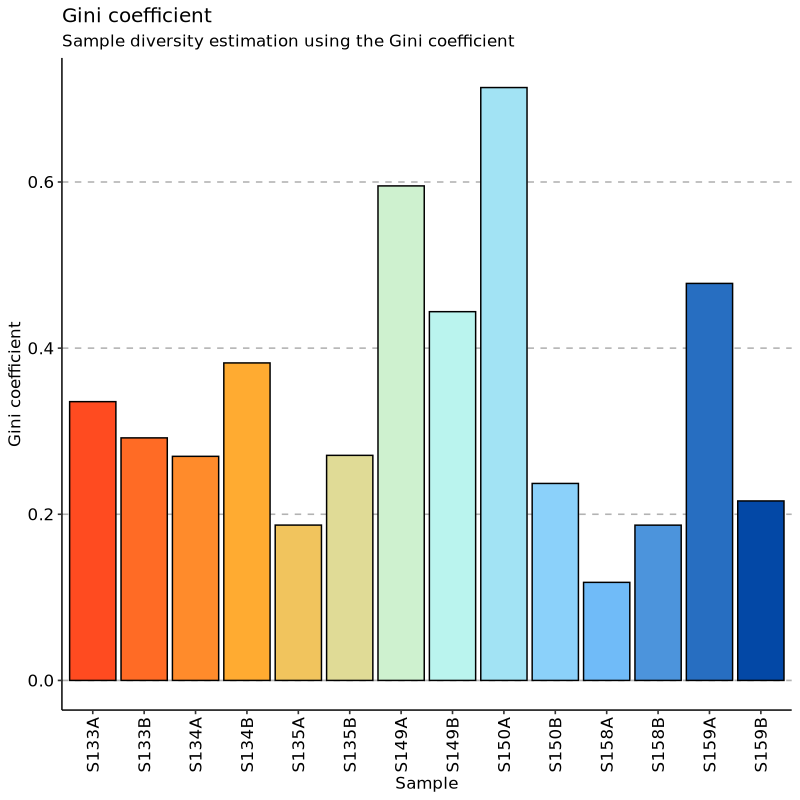 Gini coefficient
Sample diversity estimation using the Gini coefficient
Gini coefficient
0.6
0.4
0.2
0.0
S133A
S133B
S134A
S134B
S135A
S135B
S149A
S149B
S150A
S150B
S158A
S158B
S159A
S159B
Sample